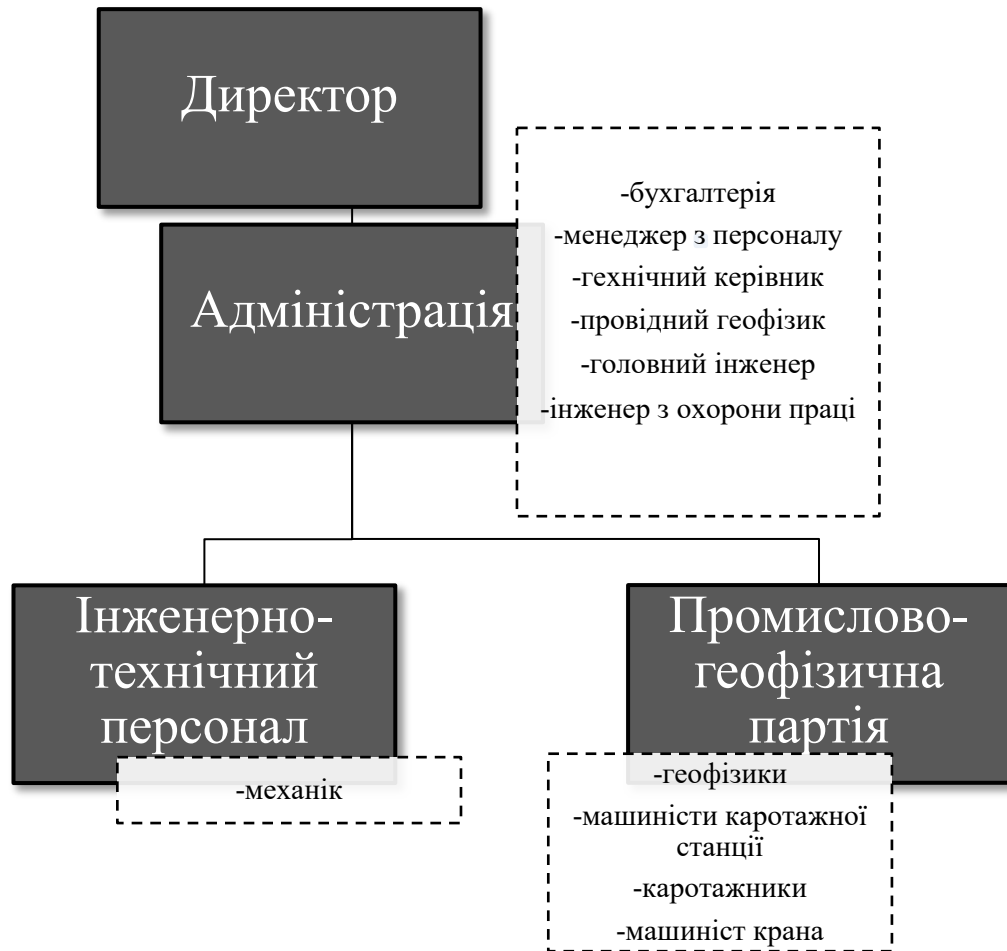 Директор
-бухгалтерія
-менеджер з персоналу
-гехнічний керівник
-провідний геофізик
-головний інженер
-інженер з охорони праці
Адміністрація
Інженерно-
технічний
персонал
-механік
Промислово-
геофізична
партія
-геофізики
-машиністи каротажної
станції
-каротажники
-машиніст крана